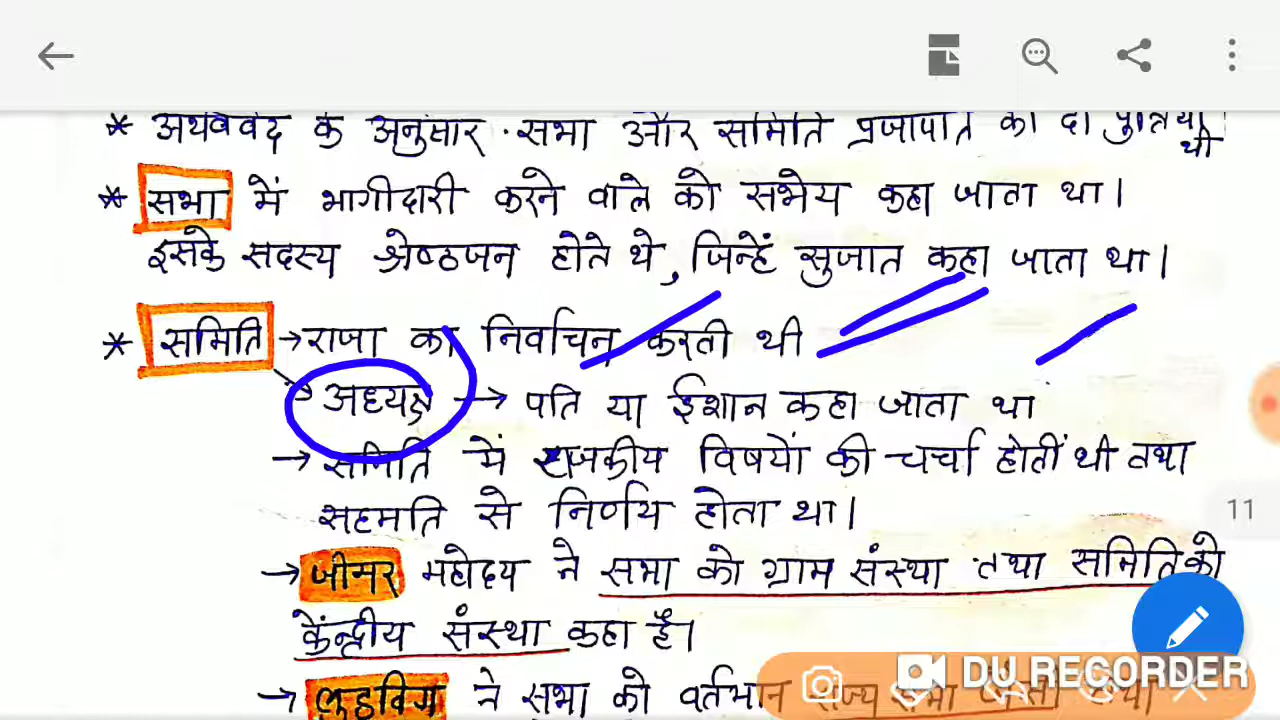 * अथर्ववेद के अनुसार . सभा और समिति प्रजापति की दो पुत्रियाँ
थी
* सभा में भागीदारी करने वाले को सभेय कहा जाता था।
इसके सदस्य श्रेष्ठजन होते थे, जिन्हें सुजात कहा जाता था।
* समिति → राजा का निर्वाचन करती थी
→ अध्यक्ष → पति या ईशान कहा जाता था
→ समिति में राजकीय विषयों की चर्चा होतीं थी तथा
सहमति से निर्णय होता था।
11
→ जीमर महोदय ने सभा को ग्राम संस्था तथा समिति को
केंन्द्रीय संस्था कहा है।
→ लुडविग ने सभा को वर्तमान राज्य सभा
DU RECORDER